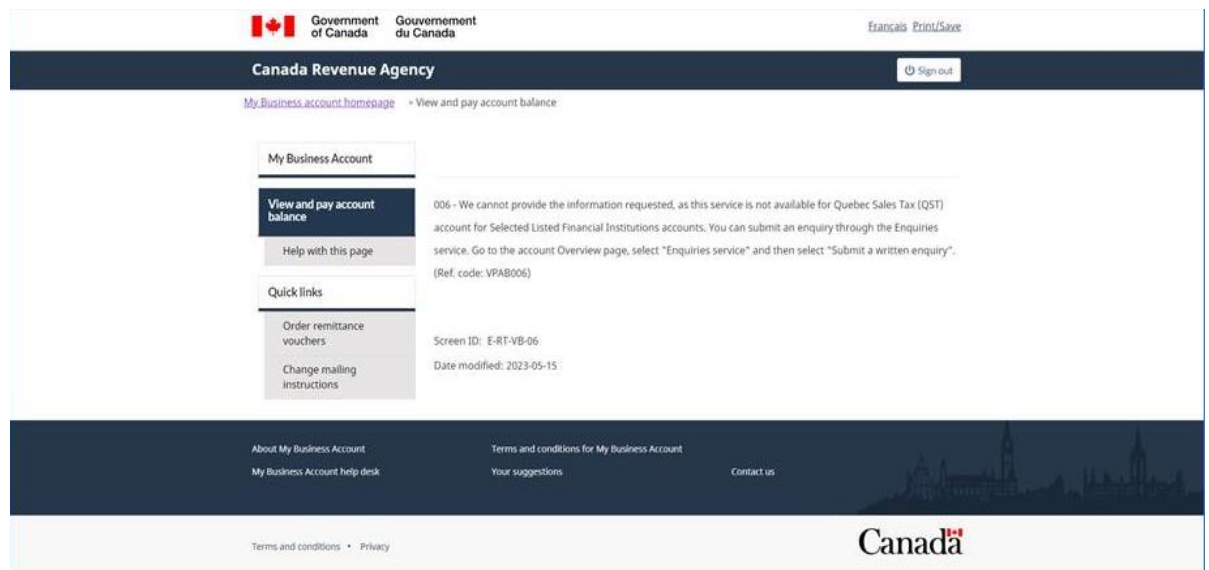 Government Gouvernement
of Canada du Canada
Français Print/Save
Canada Revenue Agency
Sign out
My Business account homepage » View and pay account balance
My Business Account
View and pay account
balance
Help with this page
Quick links
Order remittance
vouchers
Change mailing
instructions
006 - We cannot provide the information requested, as this service is not available for Quebec Sales Tax (QST)
account for Selected Listed Financial Institutions accounts. You can submit an enquiry through the Enquiries
service. Go to the account Overview page, select "Enquiries service" and then select "Submit a written enquiry".
(Ref. code: VPAB006)
Screen ID: E-RT-VB-06
Date modified: 2023-05-15
About My Business Account
Terms and conditions for My Business Account
My Business Account help desk
Your suggestions
Contact us
Terms and conditions • Privacy
Canada